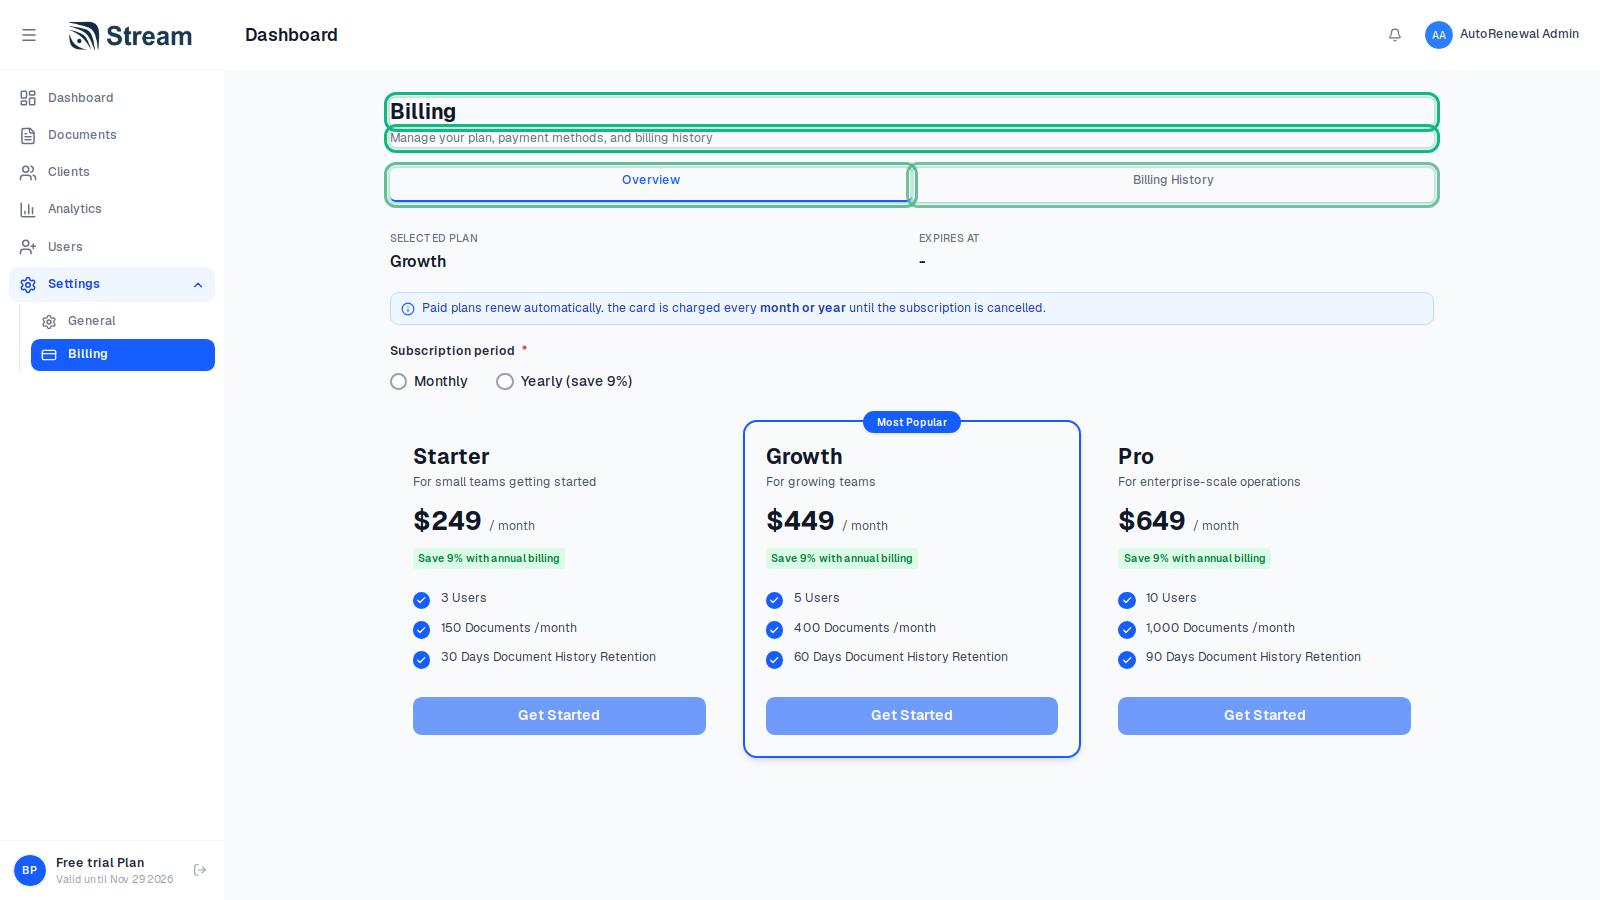 Stream
Dashboard
AA
AutoRenewal Admin
Dashboard
Documents
Clients
Analytics
Users
Settings
General
Billing
Billing
Manage your plan, payment methods, and billing history
Overview
Billing History
SELECTED PLAN
Growth
EXPIRES AT
-
Paid plans renew automatically. the card is charged every month or year until the subscription is cancelled.
Subscription period *
Monthly
Yearly (save 9%)
Most Popular
Starter
For small teams getting started
$249 / month
Save 9% with annual billing
3 Users
150 Documents /month
30 Days Document History Retention
Get Started
Growth
For growing teams
$449 / month
Save 9% with annual billing
5 Users
400 Documents /month
60 Days Document History Retention
Get Started
Pro
For enterprise-scale operations
$649 / month
Save 9% with annual billing
10 Users
1,000 Documents /month
90 Days Document History Retention
Get Started
BP
Free trial Plan
Valid until Nov 29 2026